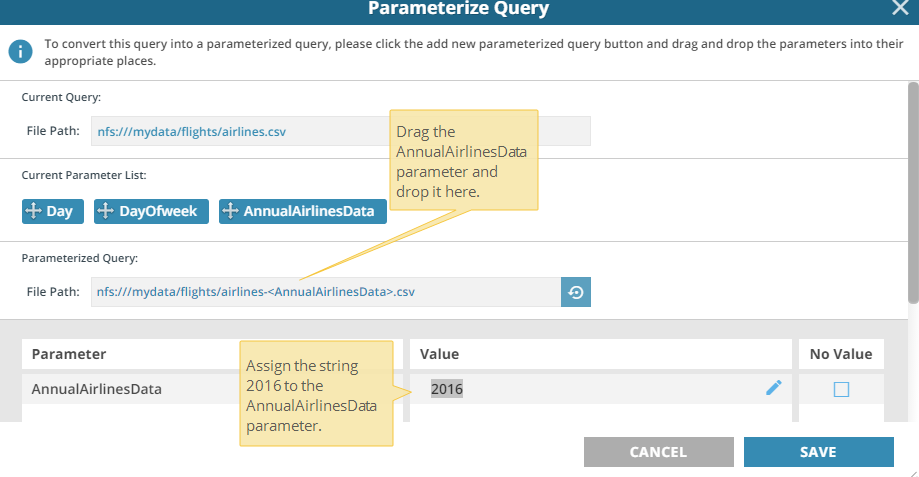 Parameterize Query
To convert this query into a parameterized query, please click the add new parameterized query button and drag and drop the parameters into their
appropriate places.
Current Query:
File Path: nfs:///mydata/flights/airlines.csv
Drag the
AnnualAirlinesData
parameter and
drop it here.
Current Parameter List:
Day DayOfweek AnnualAirlinesData
Parameterized Query:
File Path: nfs:///mydata/flights/airlines-<AnnualAirlinesData>.csv
Parameter Value No Value
AnnualAirlinesData 2016
Assign the string
2016 to the
AnnualAirlinesData
parameter.
CANCEL SAVE